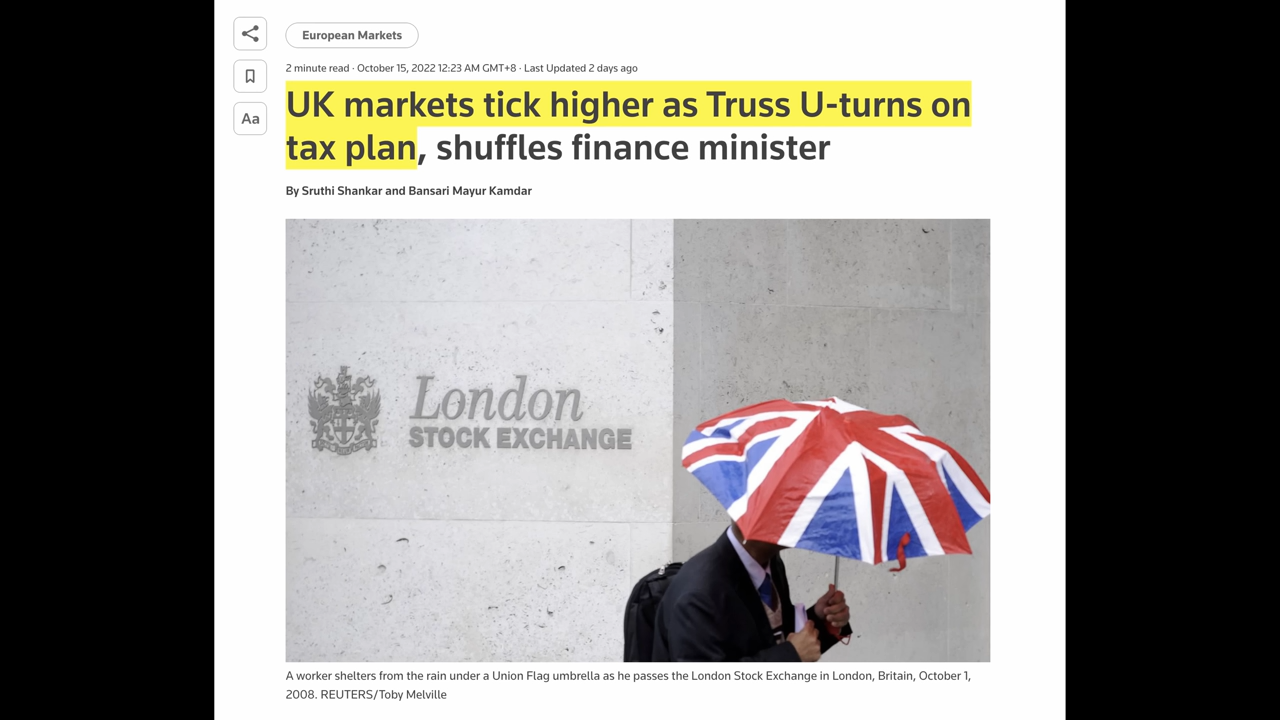 European Markets
2 minute read · October 15, 2022 12:23 AM GMT+8 · Last Updated 2 days ago
Aa
UK markets tick higher as Truss U-turns on
tax plan, shuffles finance minister
By Sruthi Shankar and Bansari Mayur Kamdar
London
STOCK EXCHANGE
A worker shelters from the rain under a Union Flag umbrella as he passes the London Stock Exchange in London, Britain, October 1,
2008. REUTERS/Toby Melville